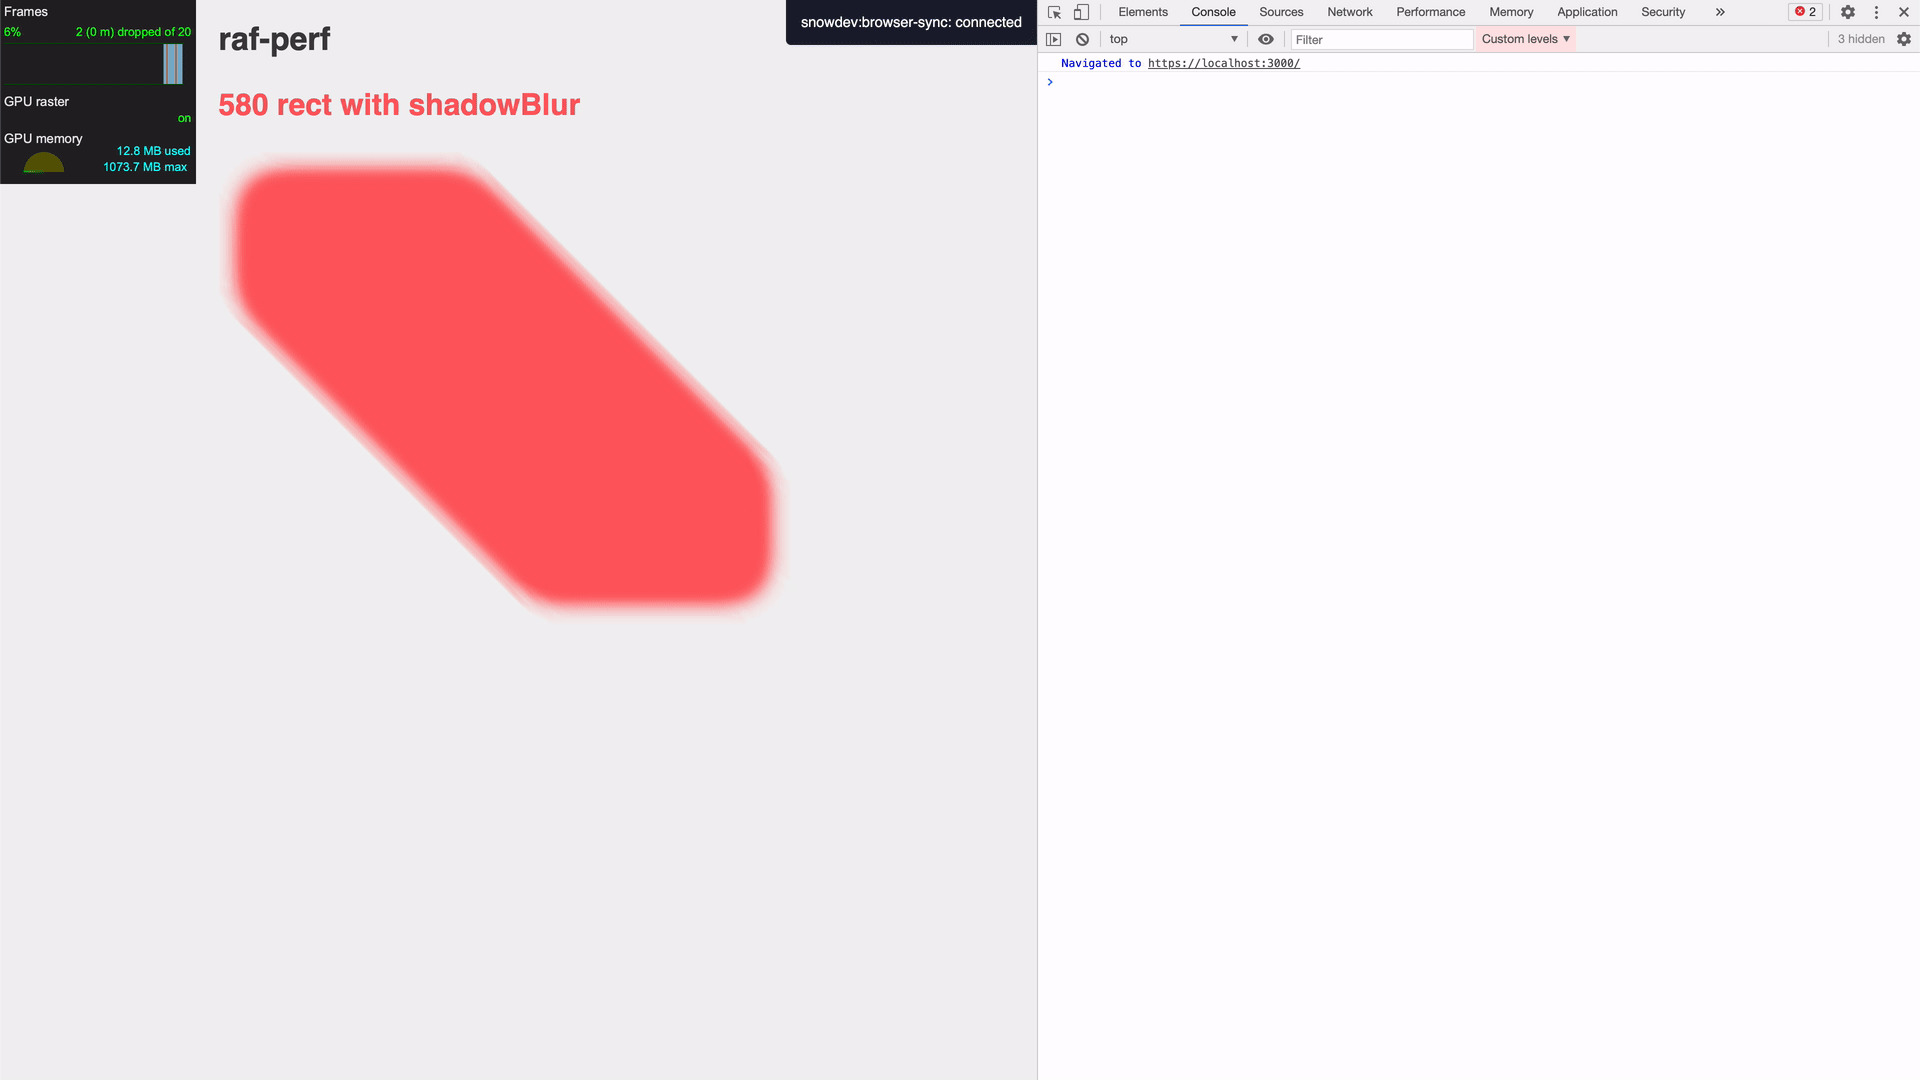 Frames
6% 2 (0 m) dropped of 20
GPU raster
on
GPU memory
12.8 MB used
1073.7 MB max
raf-perf
580 rect with shadowBlur
snowdev:browser-sync: connected
Elements Console Sources Network Performance Memory Application Security » 2
top ▼ Filter Custom levels ▼ 3 hidden
Navigated to https://localhost:3000/
>